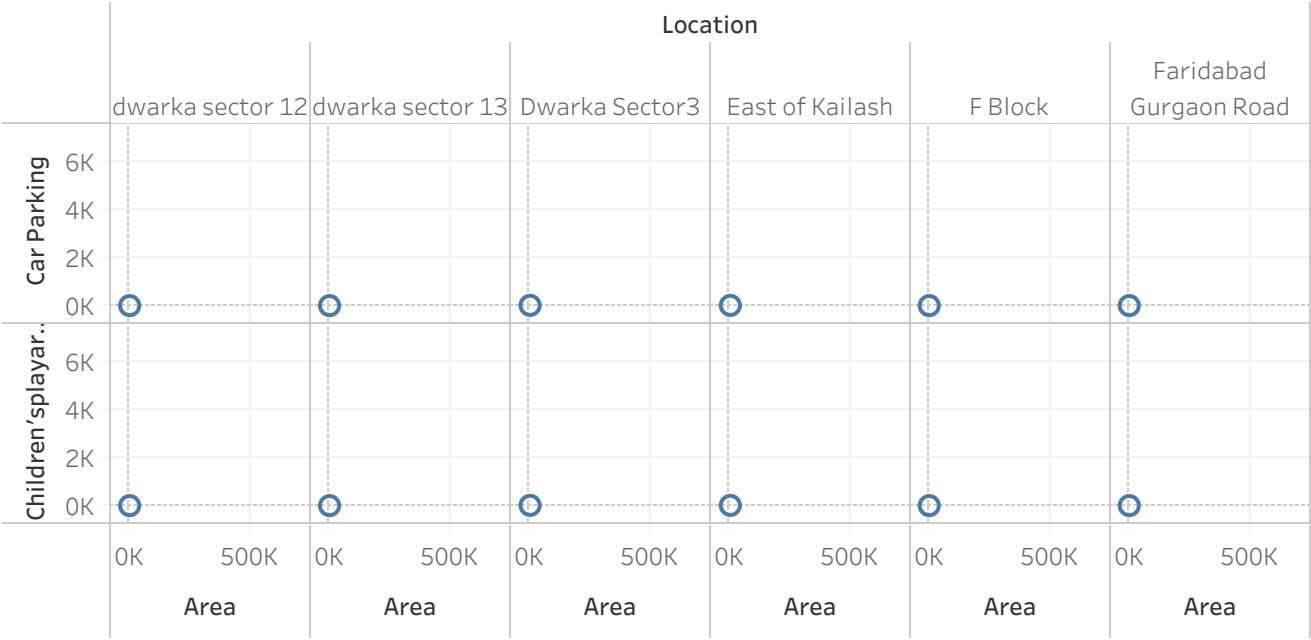 Location
dwarka sector 12 dwarka sector 13 Dwarka Sector3 East of Kailash F Block Faridabad
Gurgaon Road
Car Parking
6K
4K
2K
0K
Children'splayar..
6K
4K
2K
0K
0K 500K 0K 500K 0K 500K 0K 500K 0K 500K 0K 500K
Area Area Area Area Area Area